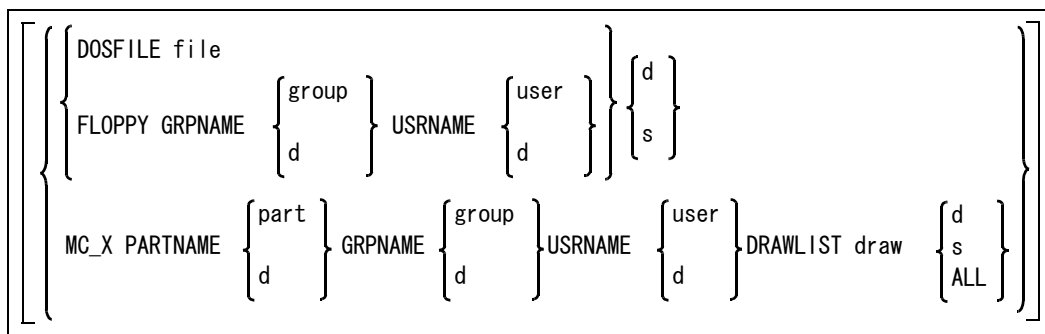 DOSFILE file
d
group user
FLOPPY GRPNAME USRNAME
d d
s
part group user d
MC_X PARTNAME GRPNAME USRNAME DRAWLIST draw s
d d d ALL